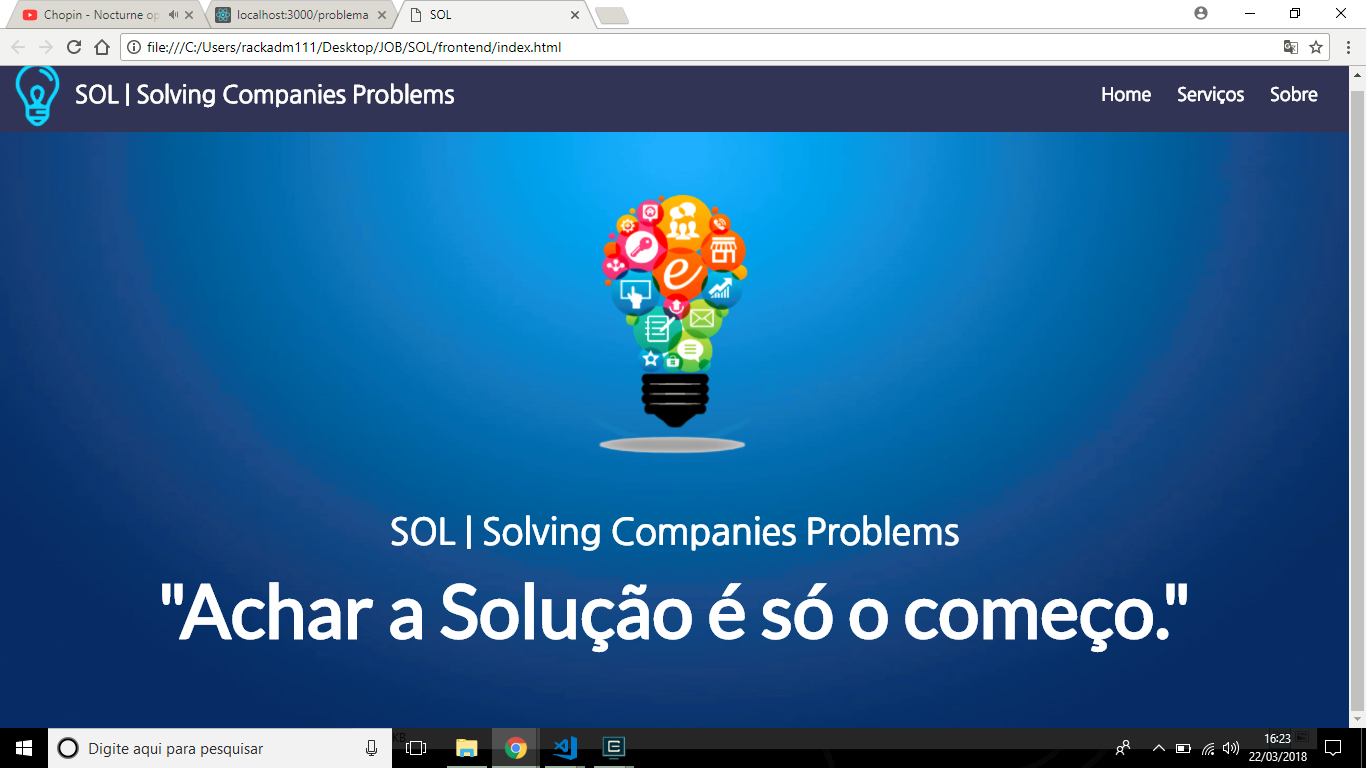 Chopin - Nocturne op
localhost:3000/problema
SOL
file:///C:/Users/rackadm111/Desktop/JOB/SOL/frontend/index.html
SOL | Solving Companies Problems
Home
Serviços
Sobre
e
SOL | Solving Companies Problems
"Achar a Solução é só o começo."
Digite aqui para pesquisar
KB
16:23
22/03/2018